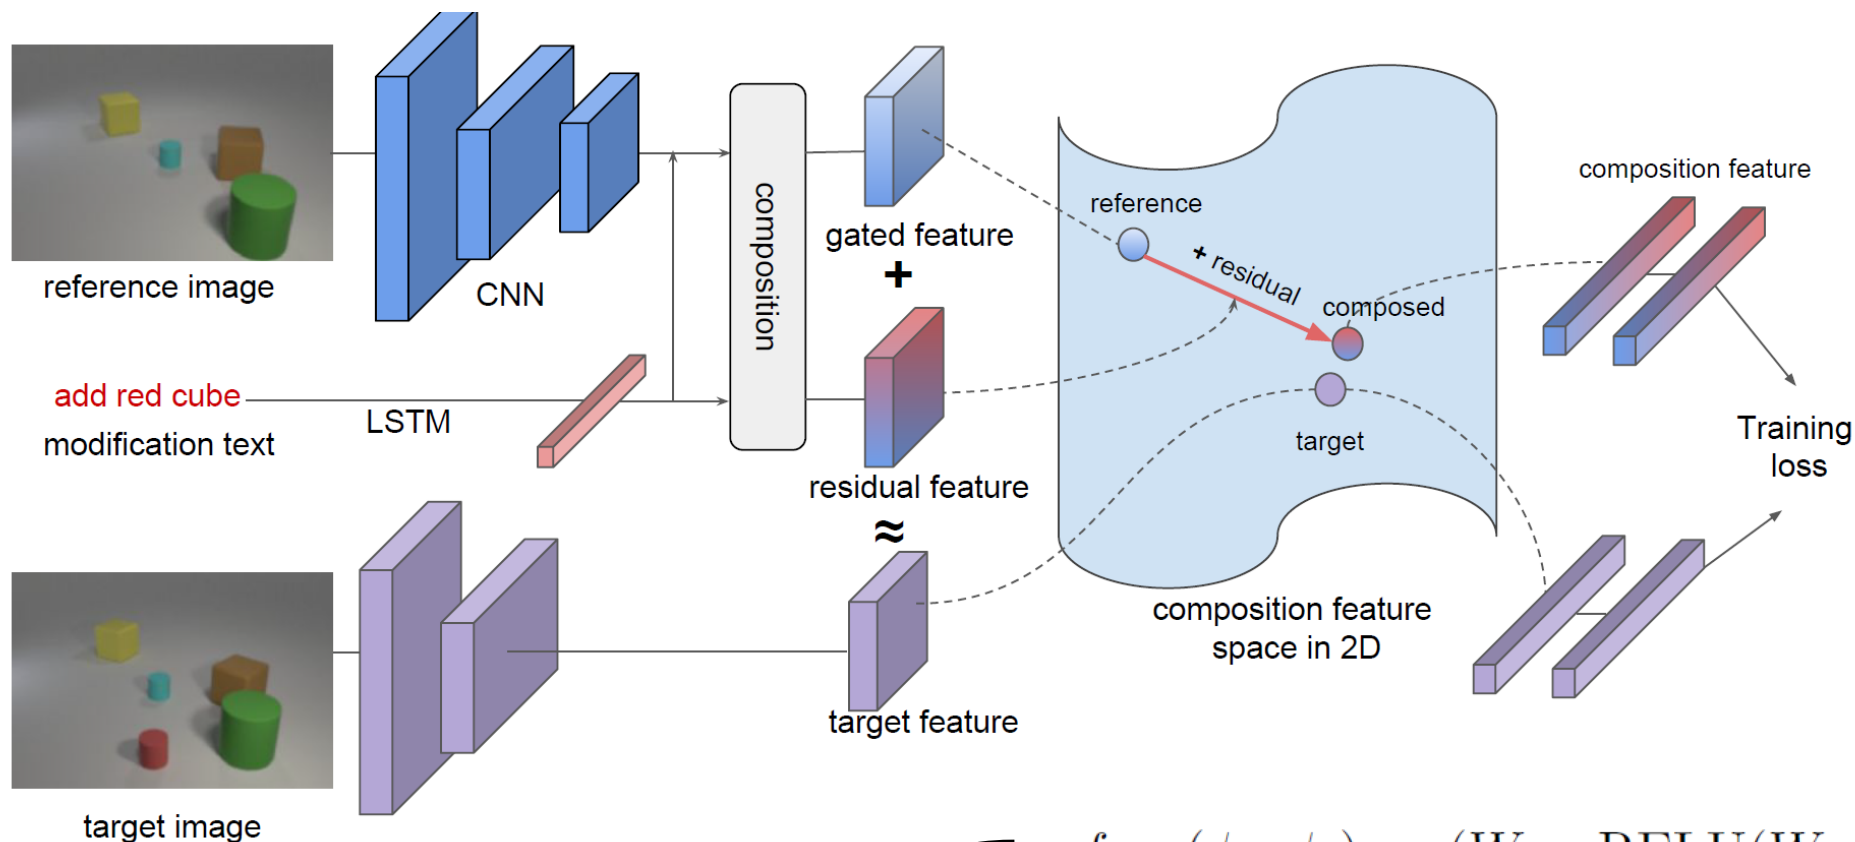 reference image
CNN
add red cube
modification text
LSTM
composition
gated feature
+
residual feature
≈
target feature
target image
reference
+ residual
composed
target
composition feature
space in 2D
composition feature
Training
loss